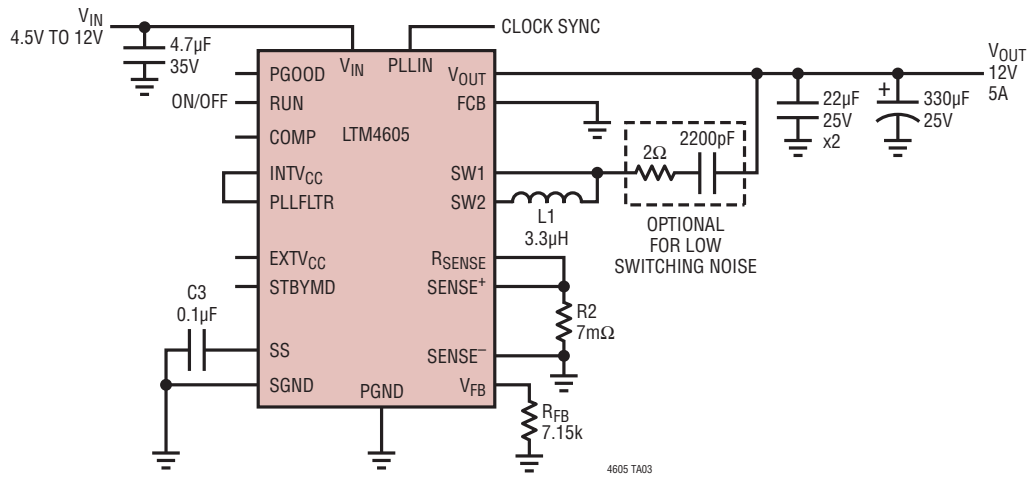 VIN
4.5V TO 12V
4.7µF
35V
CLOCK SYNC
VIN
PLLIN
PGOOD
ON/OFF
RUN
COMP
LTM4605
INTVCC
PLLFLTR
EXTVCC
STBYMD
C3
0.1µF
SS
SGND
PGND
VOUT
FCB
SW1
SW2
L1
3.3µH
RSENSE
SENSE+
SENSE–
VFB
2Ω
2200pF
OPTIONAL
FOR LOW
SWITCHING NOISE
R2
7mΩ
RFB
7.15k
22µF
25V
x2
+
330µF
25V
VOUT
12V
5A
4605 TA03